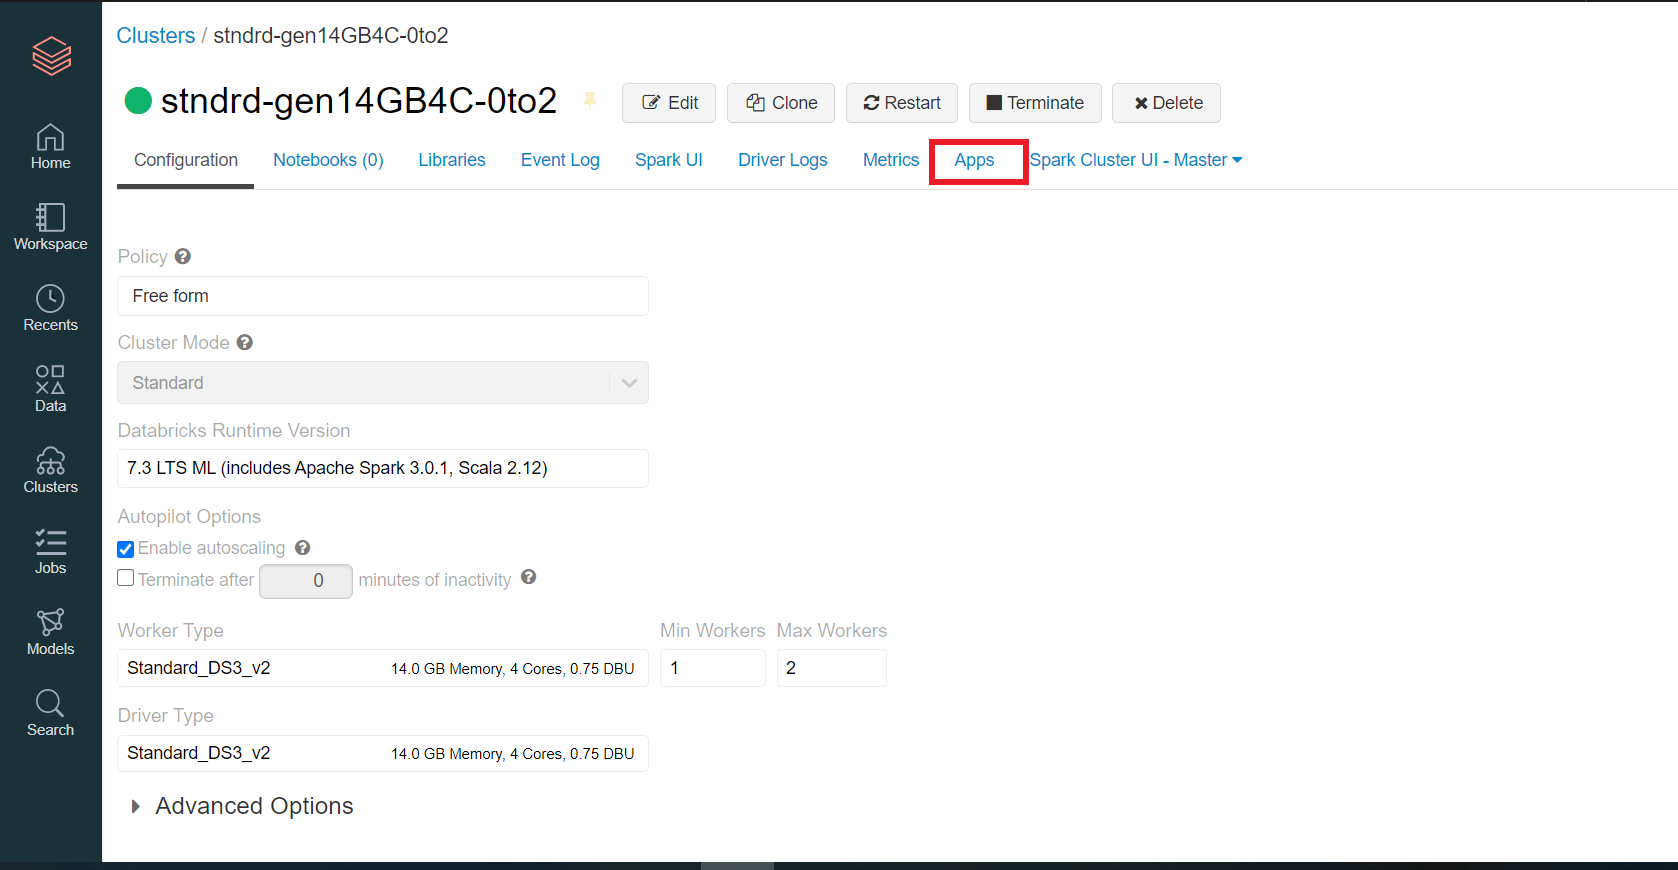 Clusters / stndrd-gen14GB4C-0to2
stndrd-gen14GB4C-0to2 Edit Clone Restart Terminate Delete
Configuration Notebooks (0) Libraries Event Log Spark UI Driver Logs Metrics Apps Spark Cluster UI - Master
Home
Workspace
Recents
Data
Clusters
Jobs
Models
Search
Policy
Free form
Cluster Mode
Standard
Databricks Runtime Version
7.3 LTS ML (includes Apache Spark 3.0.1, Scala 2.12)
Autopilot Options
Enable autoscaling
Terminate after 0 minutes of inactivity
Worker Type Min Workers Max Workers
Standard_DS3_v2 14.0 GB Memory, 4 Cores, 0.75 DBU 1 2
Driver Type
Standard_DS3_v2 14.0 GB Memory, 4 Cores, 0.75 DBU
Advanced Options